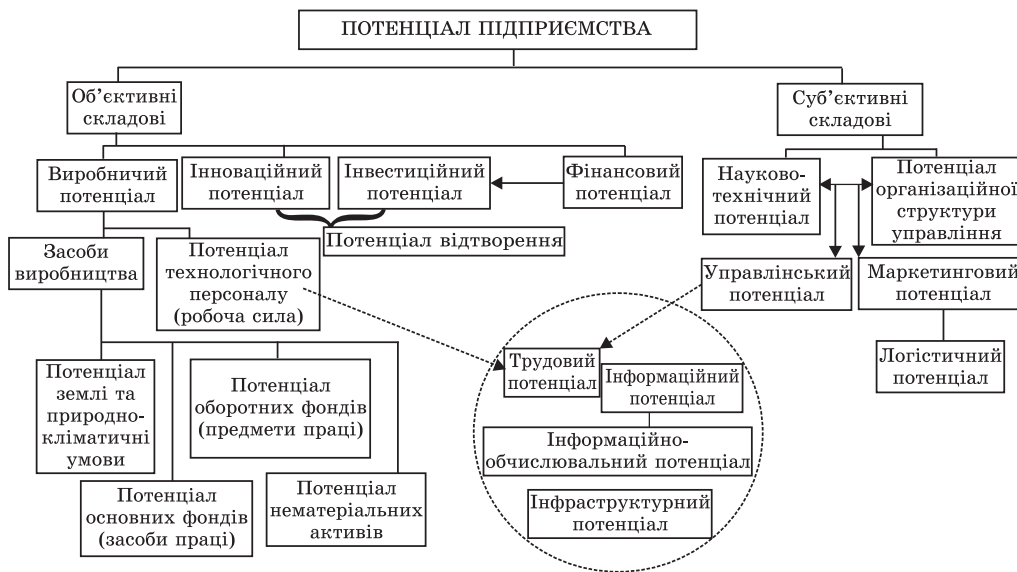 ПОТЕНЦІАЛ ПІДПРИЄМСТВА
Об’єктивні
складові
Суб’єктивні
складові
Виробничий
потенціал
Інноваційний
потенціал
Інвестиційний
потенціал
Фінансовий
потенціал
Науково-
технічний
потенціал
Потенціал
організаційної
структури
управління
Потенціал відтворення
Засоби
виробництва
Потенціал
технологічного
персоналу
(робоча сила)
Управлінський
потенціал
Маркетинговий
потенціал
Трудовий
потенціал
Логістичний
потенціал
Інформаційний
потенціал
Потенціал
землі та
природно-
кліматичні
умови
Потенціал
оборотних фондів
(предмети праці)
Інформаційно-
обчислювальний потенціал
Потенціал
основних фондів
(засоби праці)
Потенціал
нематеріальних
активів
Інфраструктурний
потенціал